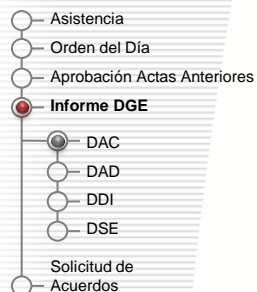 Asistencia
Orden del Día
Aprobación Actas Anteriores
Informe DGE
DAC
DAD
DDI
DSE
Solicitud de
Acuerdos